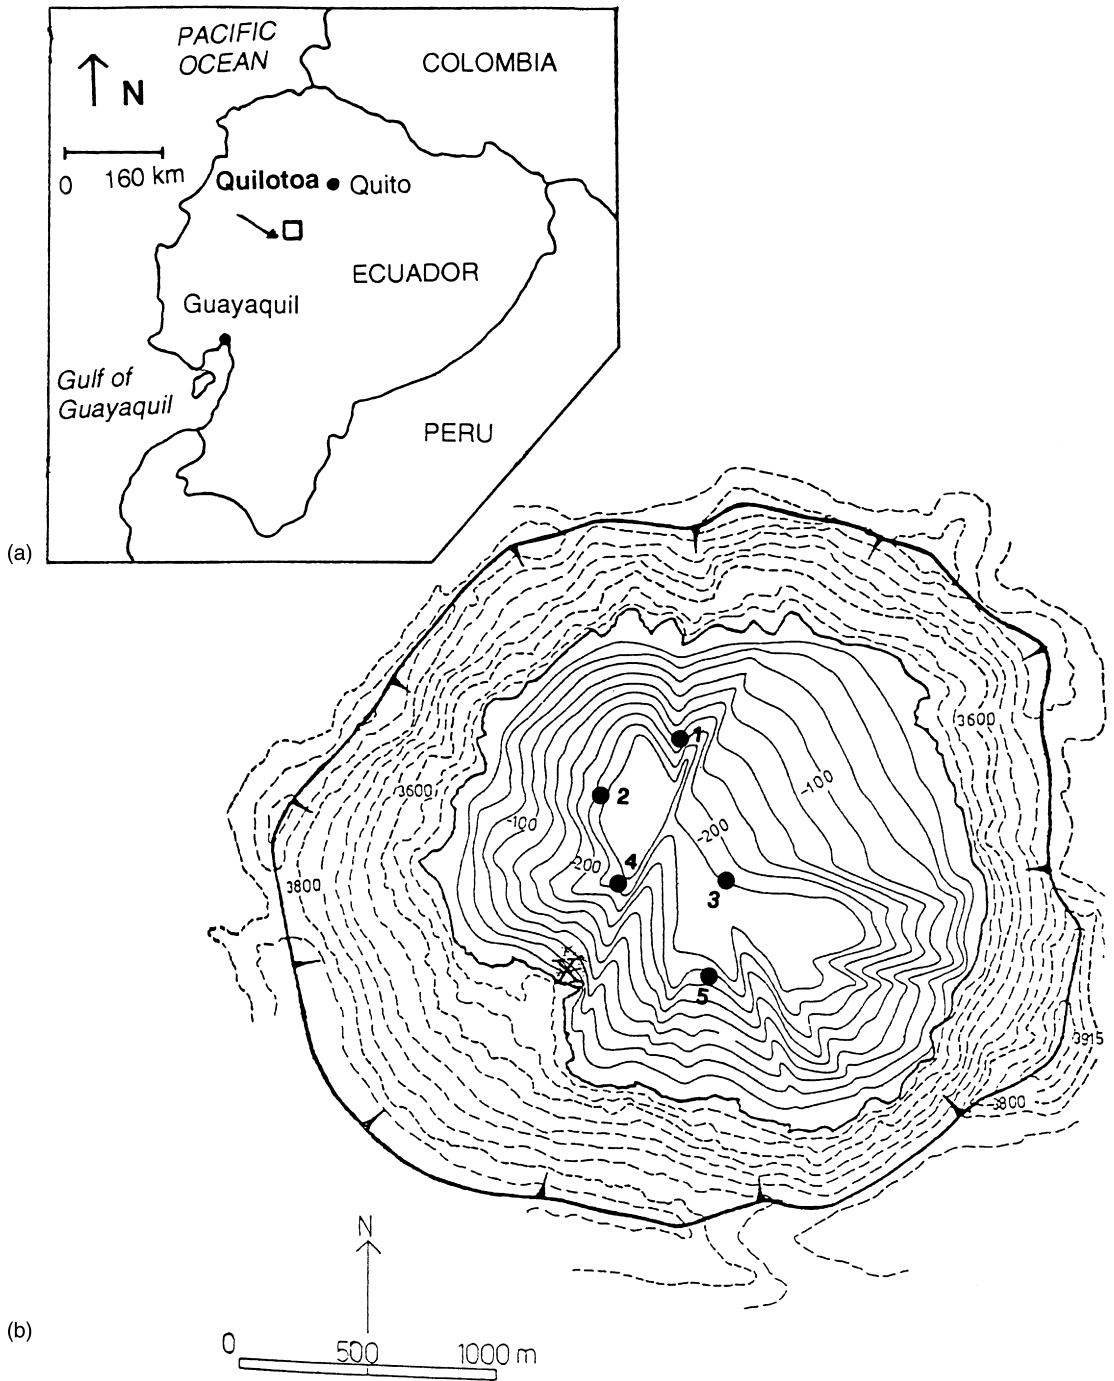 PACIFIC
OCEAN
COLOMBIA
N
0 160 km
Quilotoa
Quito
ECUADOR
Guayaquil
Gulf of
Guayaquil
PERU
(a)
3600
1
3600
2
-100
-100
-200
-200
4
3
3800
5
3915
3800
N
(b)
0 500 1000 m